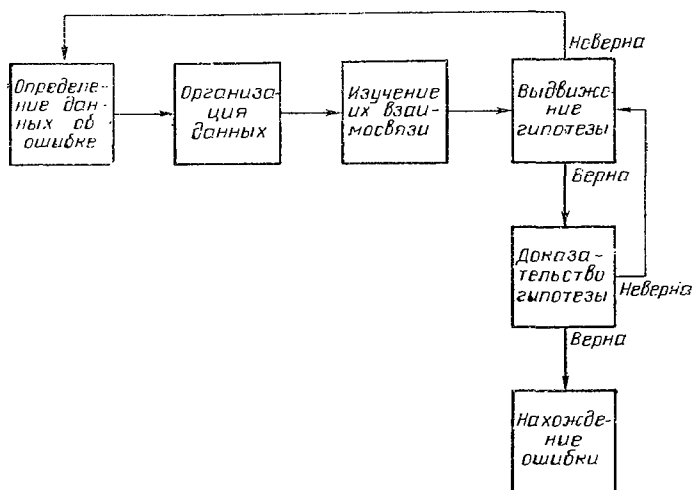 Неверна
Определе-
ние дан-
ных об
ошибке
Организа-
ция
данных
Изучение
их взаи-
мосвязи
Выдвиже-
ние
гипотезы
Верна
Доказа-
тельство
гипотезы
Неверна
Верна
Нахожде-
ние
ошибки